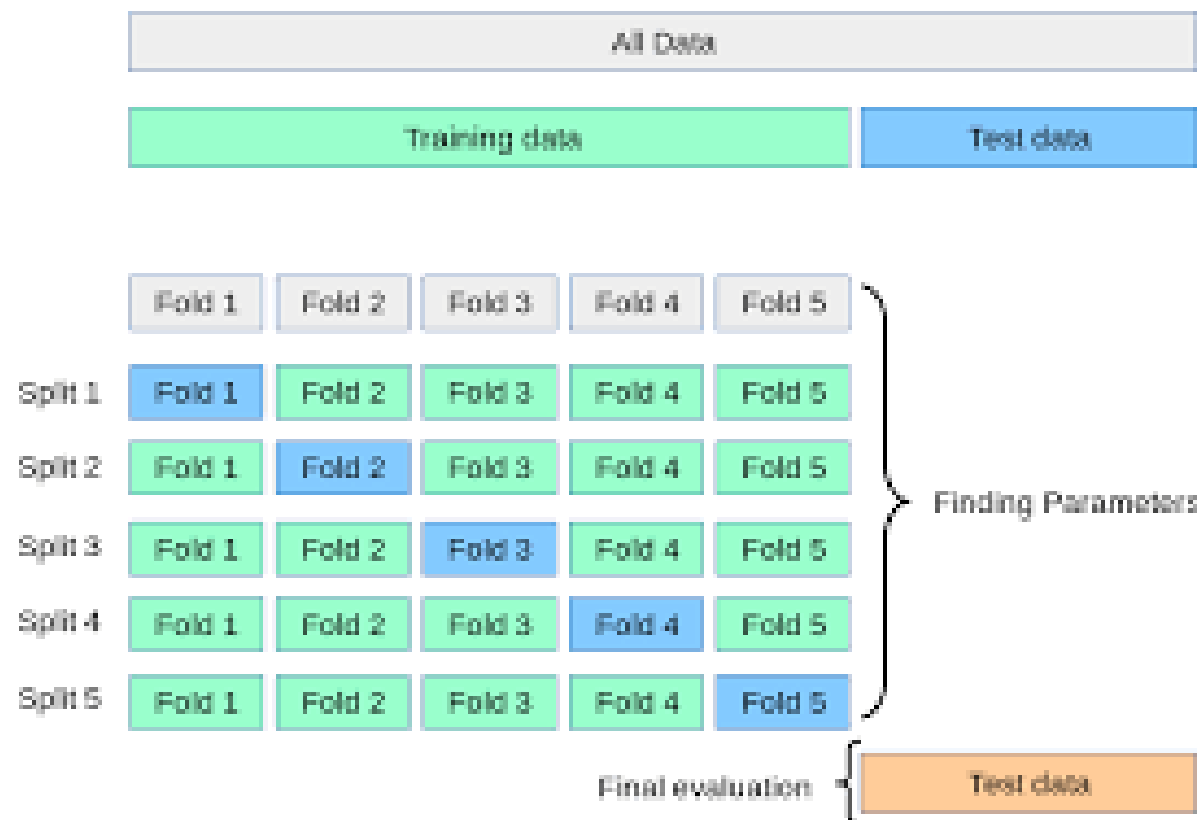 All Data
Training data Test data
Fold 1 Fold 2 Fold 3 Fold 4 Fold 5
Split 1 Fold 1 Fold 2 Fold 3 Fold 4 Fold 5
Split 2 Fold 1 Fold 2 Fold 3 Fold 4 Fold 5
Finding Parameters
Split 3 Fold 1 Fold 2 Fold 3 Fold 4 Fold 5
Split 4 Fold 1 Fold 2 Fold 3 Fold 4 Fold 5
Split 5 Fold 1 Fold 2 Fold 3 Fold 4 Fold 5
Final evaluation Test data